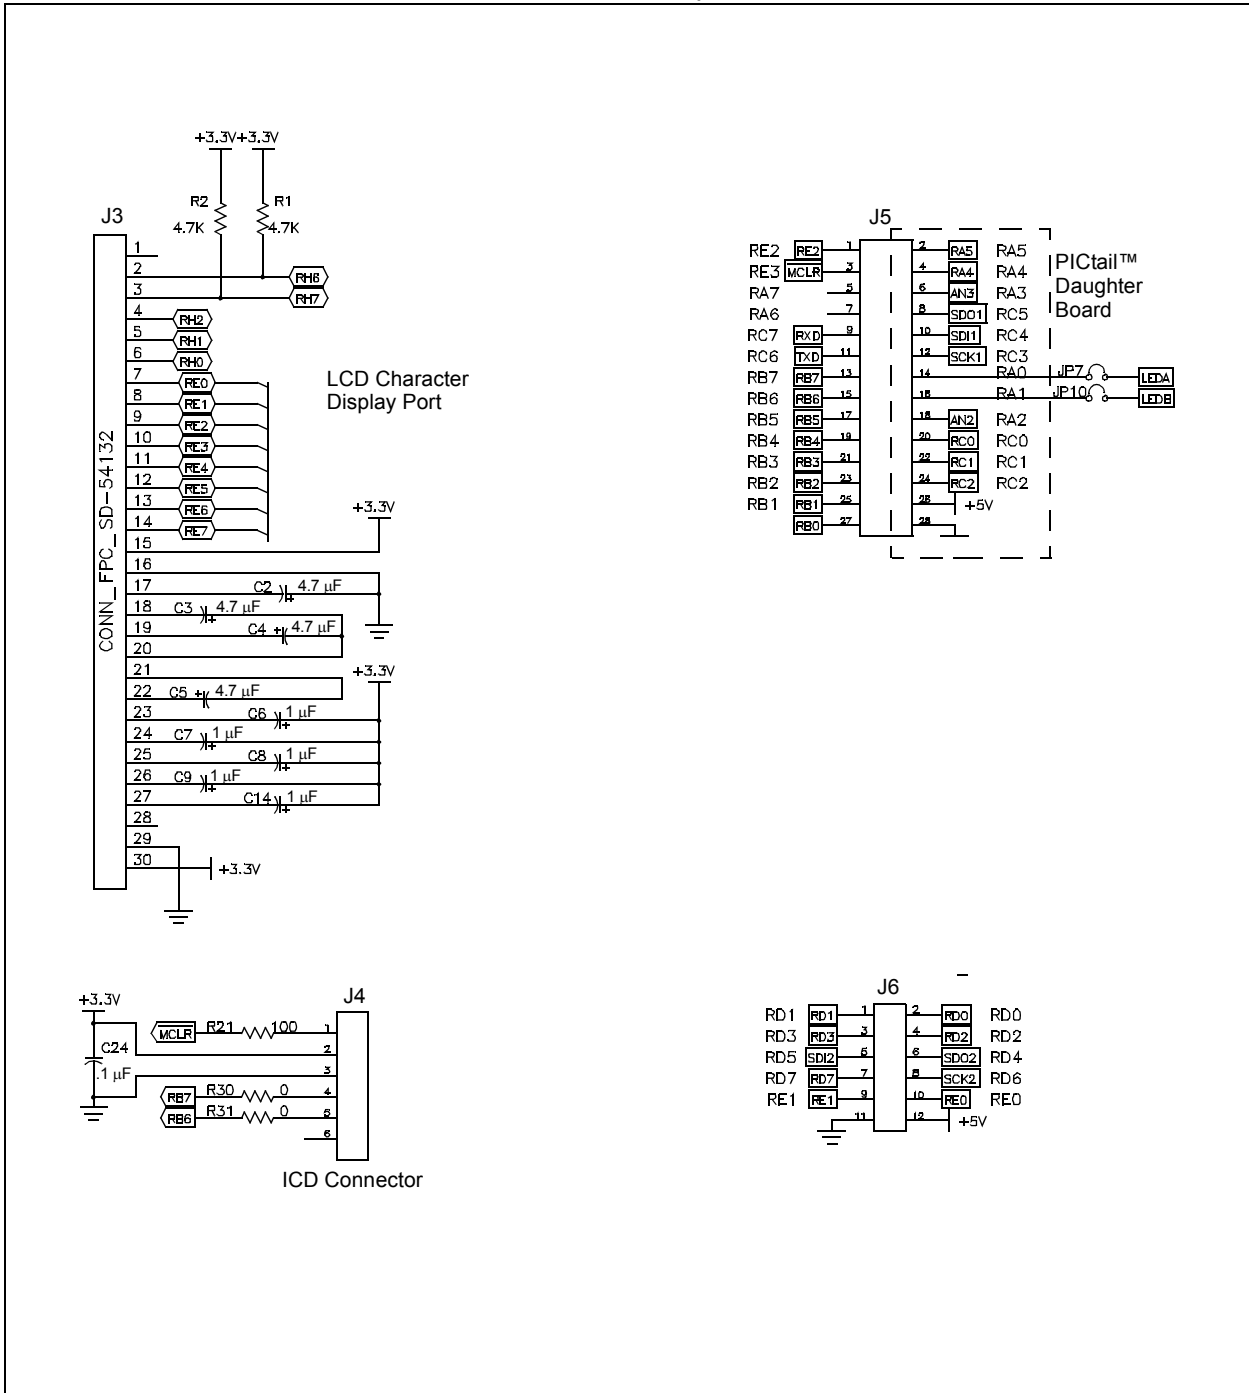 +3.3V +3.3V
R2 R1
4.7K 4.7K
J3
CONN_FPC_SD-54132
1
2 RH6
3 RH7
4 RH2
5 RH1
6 RH0
7 RE0
8 RE1
9 RE2
10 RE3
11 RE4
12 RE5
13 RE6
14 RE7
15
16
17 C2 4.7 µF
18 C3 4.7 µF
19 C4 4.7 µF
20
21
22 C5 4.7 µF
23 C6 1 µF
24 C7 1 µF
25 C8 1 µF
26 C9 1 µF
27 C14 1 µF
28
29
30 +3.3V
+3.3V
+3.3V
LCD Character
Display Port
J5
RE2 RE2 1 2 RA5 RA5
RE3 MCLR 3 4 RA4 RA4
RA7 5 6 AN3 RA3
RA6 7 8 SDO1 RC5
RC7 RXD 9 10 SDI1 RC4
RC6 TXD 11 12 SCK1 RC3
RB7 RB7 13 14 RA0 JP7 LEDA
RB6 RB6 15 16 RA1 JP10 LEDB
RB5 RB5 17 18 AN2 RA2
RB4 RB4 19 20 RC0 RC0
RB3 RB3 21 22 RC1 RC1
RB2 RB2 23 24 RC2 RC2
RB1 RB1 25 26 +5V
RB0 27 28
PICtail™
Daughter
Board
+3.3V
J4
MCLR R21 100 1
C24 2
.1 µF 3
RB7 R30 0 4
RB6 R31 0 5
6
ICD Connector
J6
RD1 RD1 1 2 RD0 RD0
RD3 RD3 3 4 RD2 RD2
RD5 SDI2 5 6 SDO2 RD4
RD7 RD7 7 8 SCK2 RD6
RE1 RE1 9 10 RE0 RE0
11 12 +5V